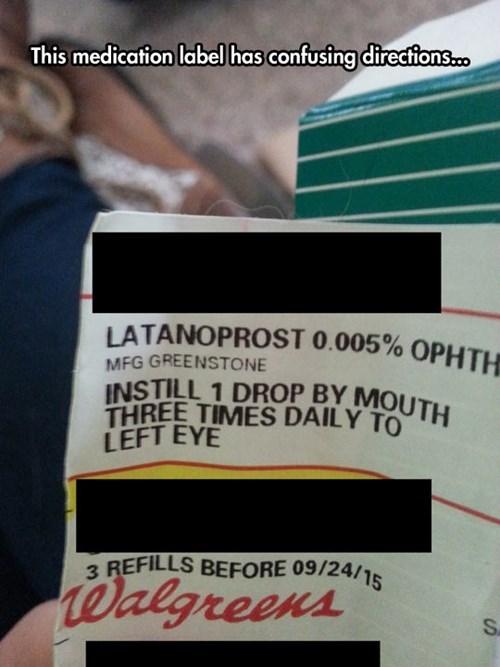 This medication label has confusing directions...
LATANOPROST 0.005% OPHTH
MFG GREENSTONE
INSTILL 1 DROP BY MOUTH
THREE TIMES DAILY TO
LEFT EYE
3 REFILLS BEFORE 09/24/15
Walgreens
S